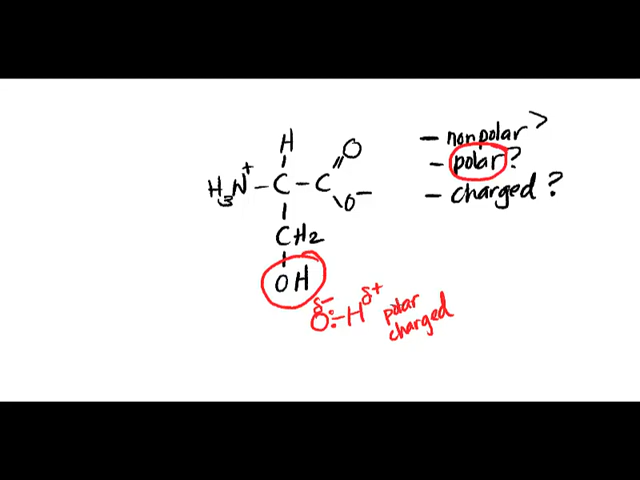 H
O
H3N+ – C – C
O–
CH2
OH
– nonpolar >
– polar?
– charged ?
δ– δ+
O:–H
polar
charged